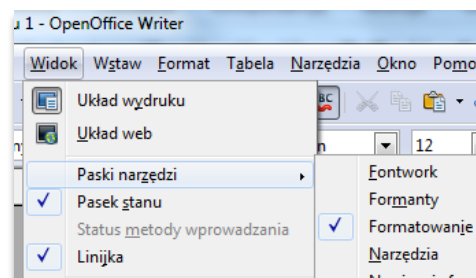 1 - OpenOffice Writer
Widok Wstaw Format Tabela Narzędzia Okno
Układ wydruku
Układ web
12
Paski narzędzi
Fontwork
Pasek stanu
Formanty
Status metody wprowadzania
Formatowanie
Linijka
Narzędzia